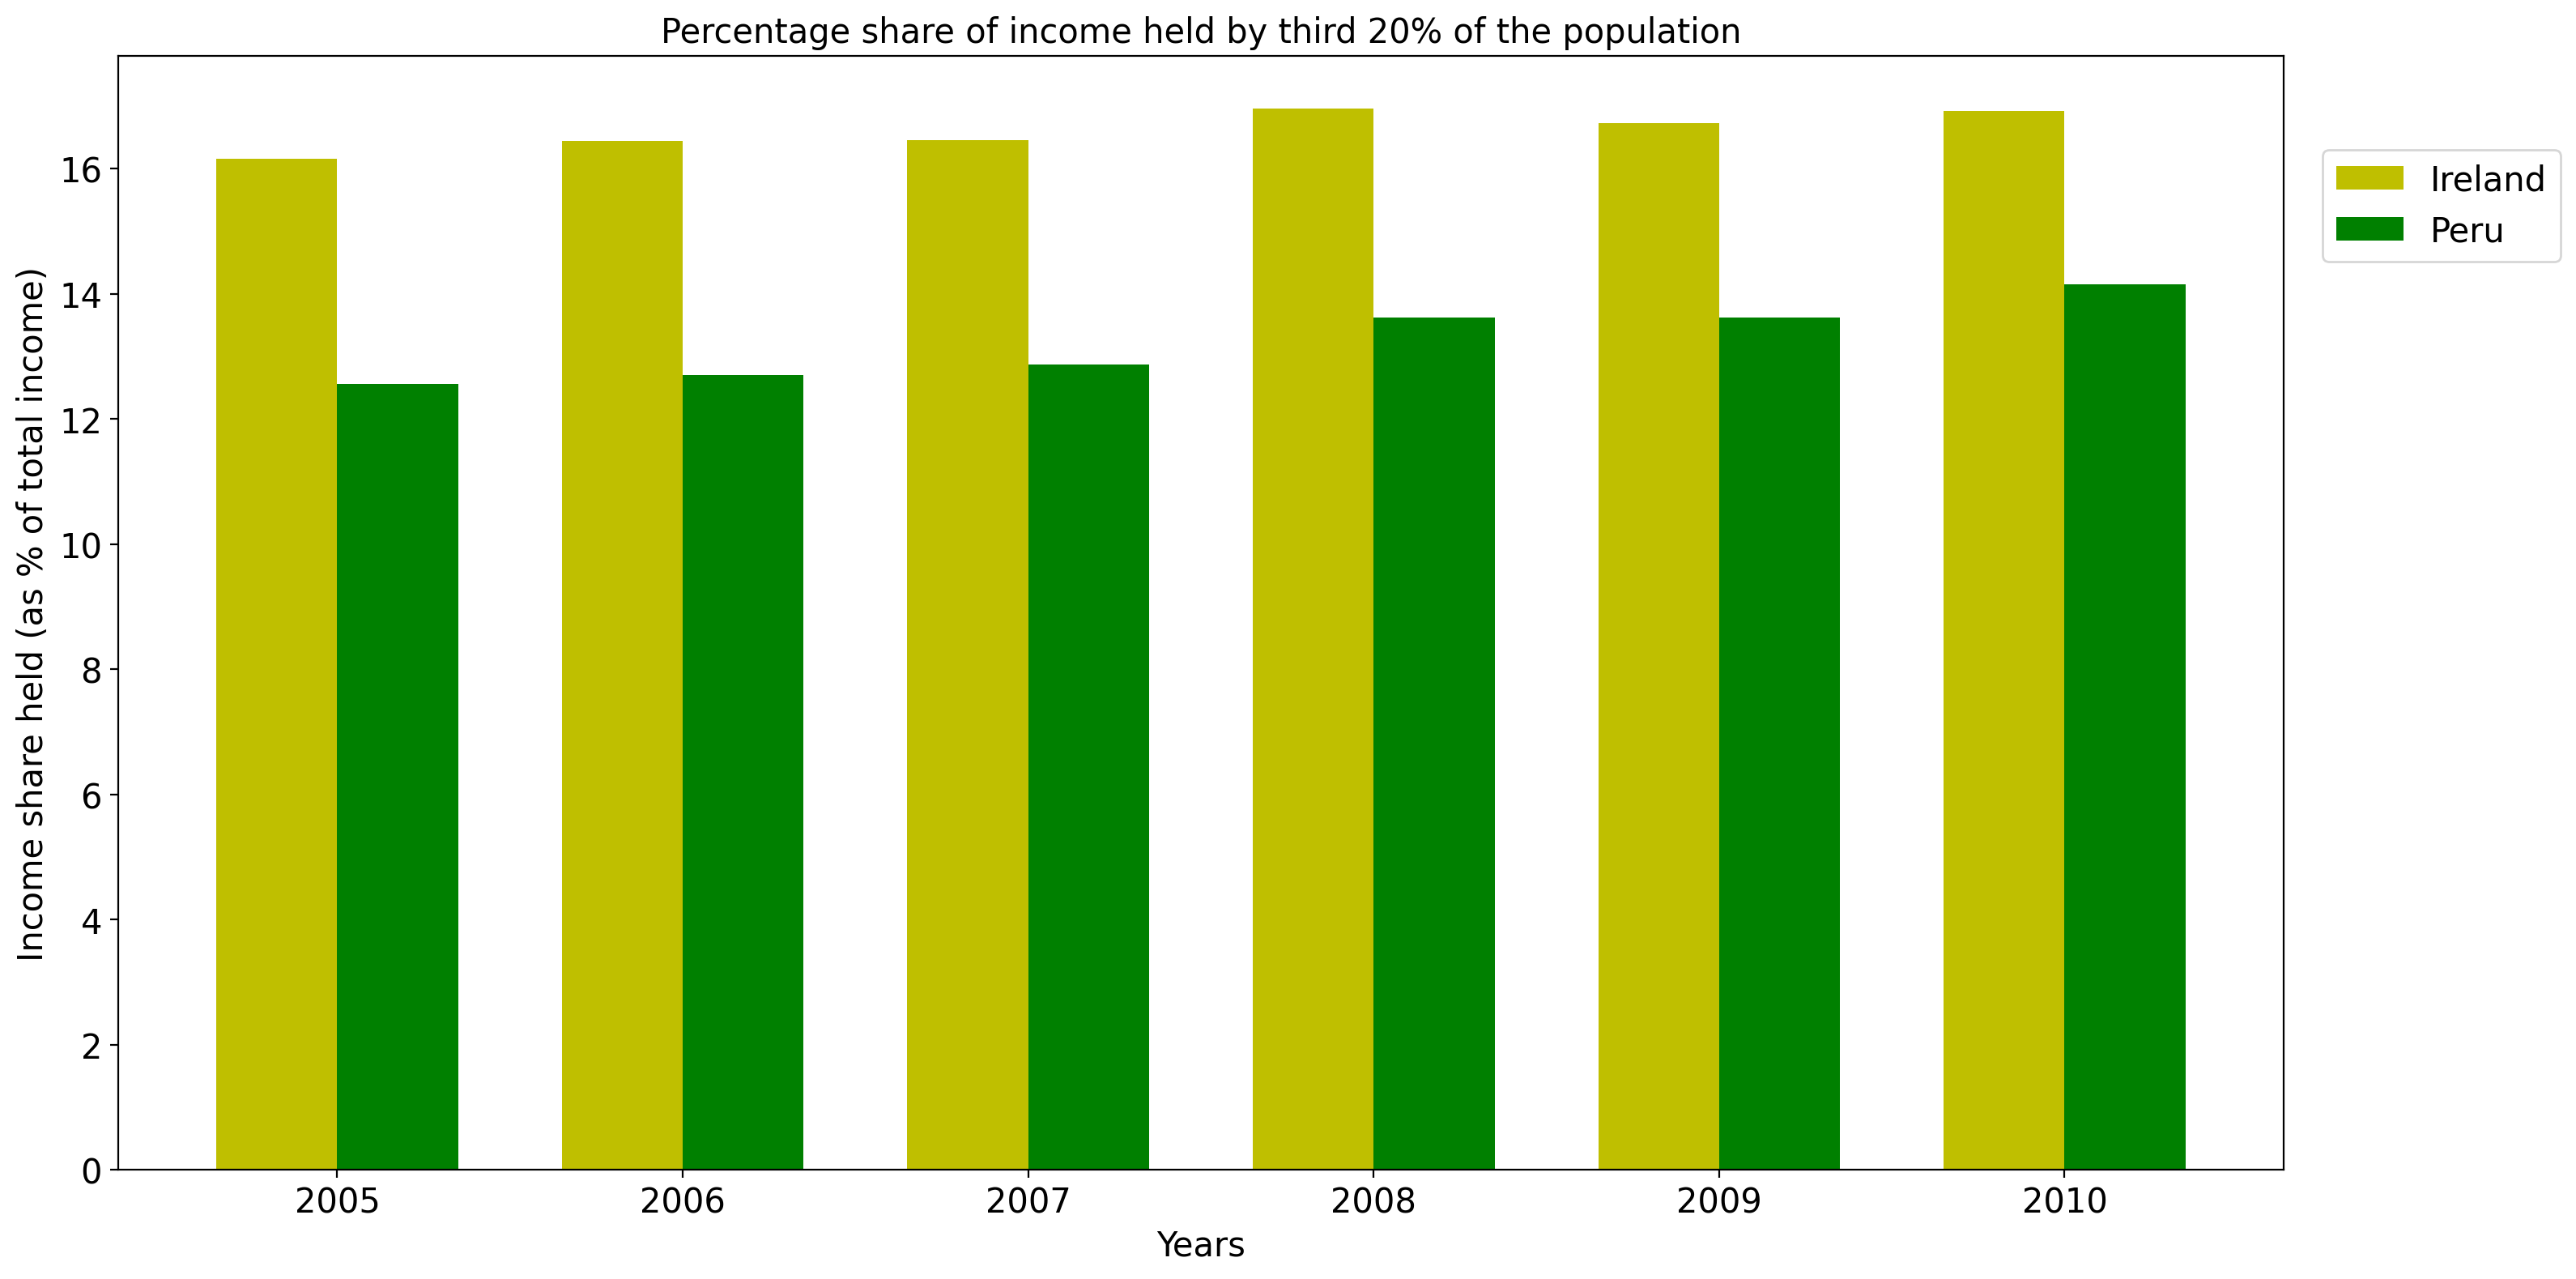 Percentage share of income held by third 20% of the population
Income share held (as % of total income)
16
14
12
10
8
6
4
2
0
2005 2006 2007 2008 2009 2010
Years
Ireland
Peru